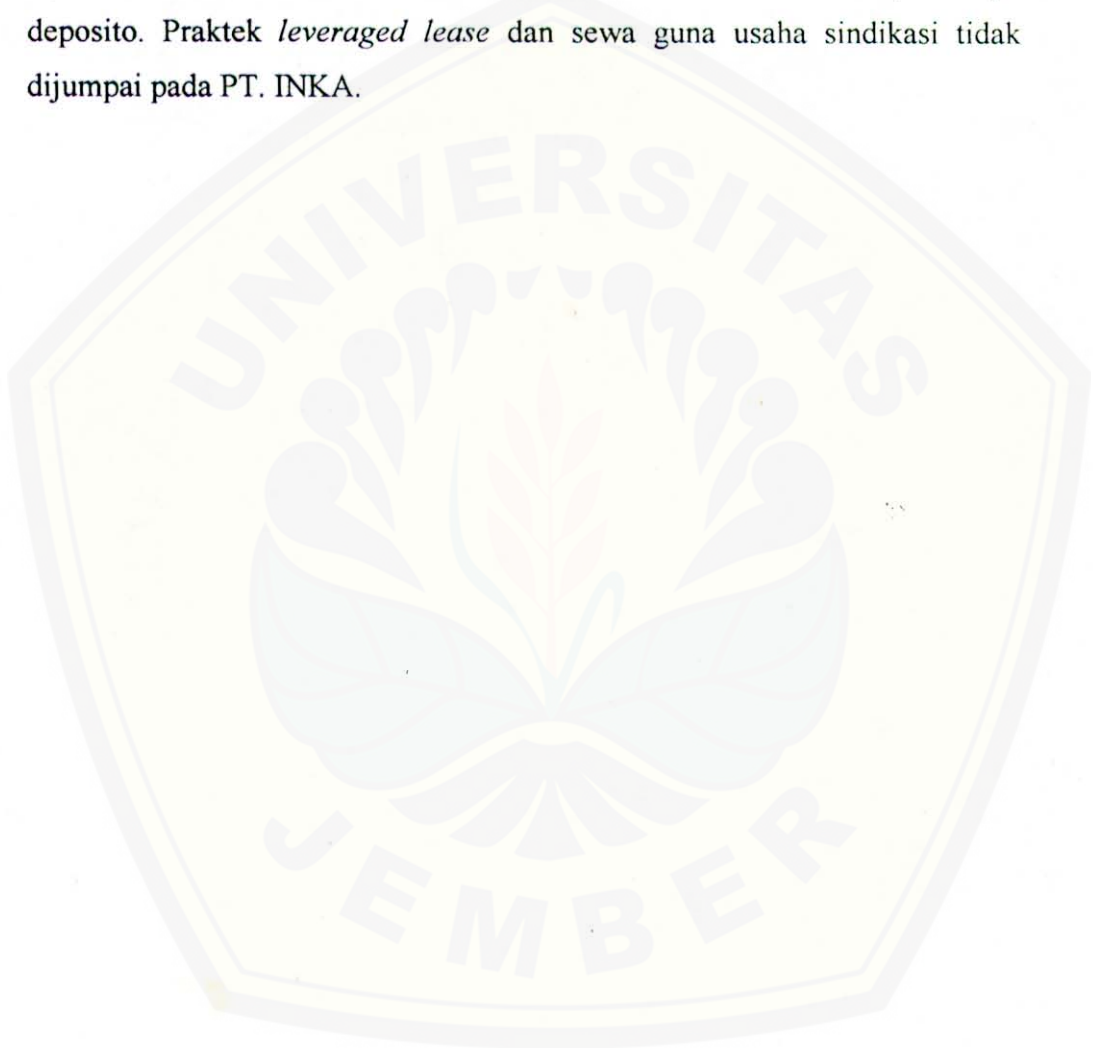 deposito. Praktek leveraged lease dan sewa guna usaha sindikasi tidak
dijumpai pada PT. INKA.
UNIVERSITAS
JEMBER